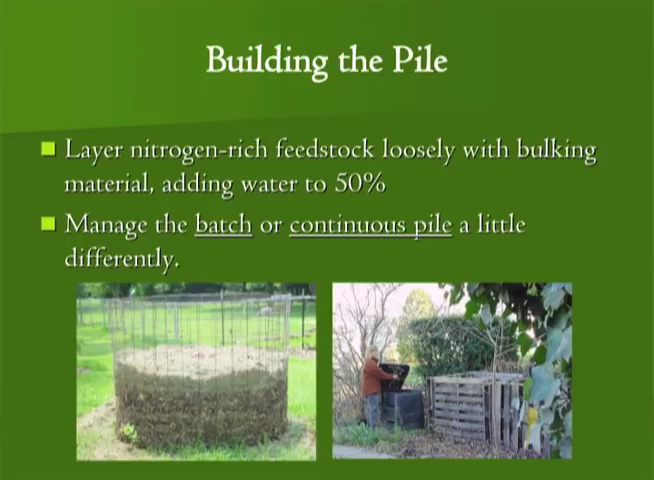 Building the Pile
Layer nitrogen-rich feedstock loosely with bulking
material, adding water to 50%
Manage the batch or continuous pile a little
differently.